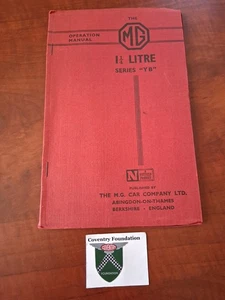 THE
OPERATION
MANUAL
MG
1¼ LITRE
SERIES "YB"
N
PUBLISHED BY
THE M.G. CAR COMPANY LTD.
ABINGDON-ON-THAMES
BERKSHIRE - ENGLAND
Coventry Foundation